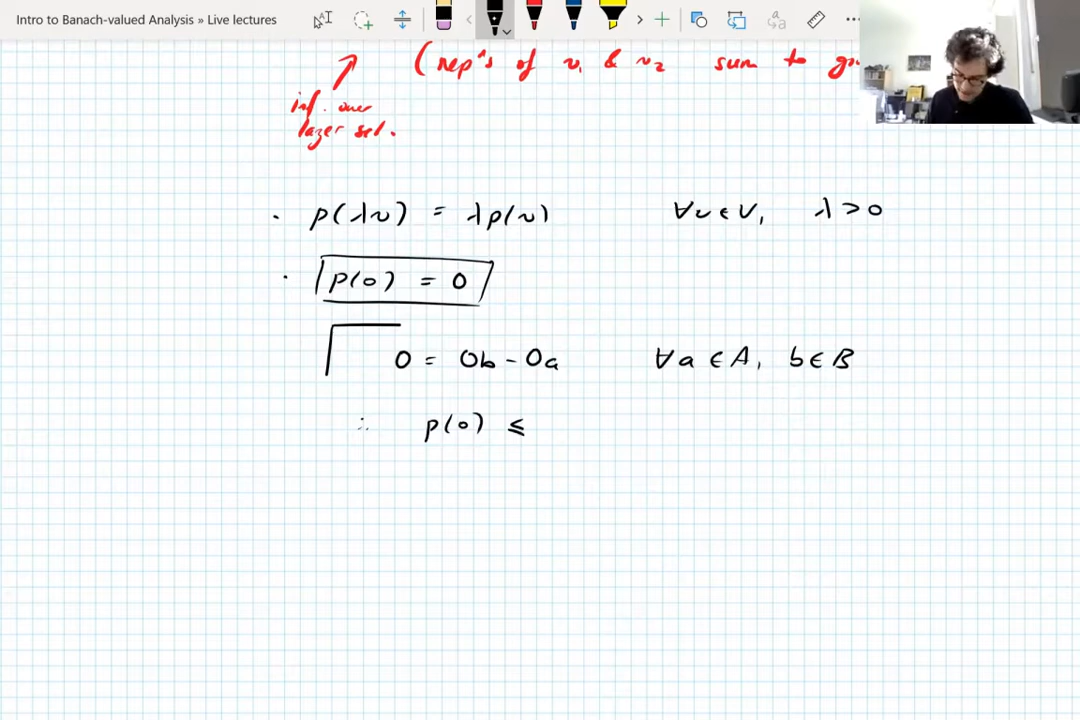 Intro to Banach-valued Analysis » Live lectures
(rep's of v₁ & v₂ sum to
inf. over
lager set.
· p(λv) = λp(v) ∀v∈V, λ>0
· p(0) = 0
0 = 0b - 0a ∀a∈A, b∈B
∴ p(0) ≤